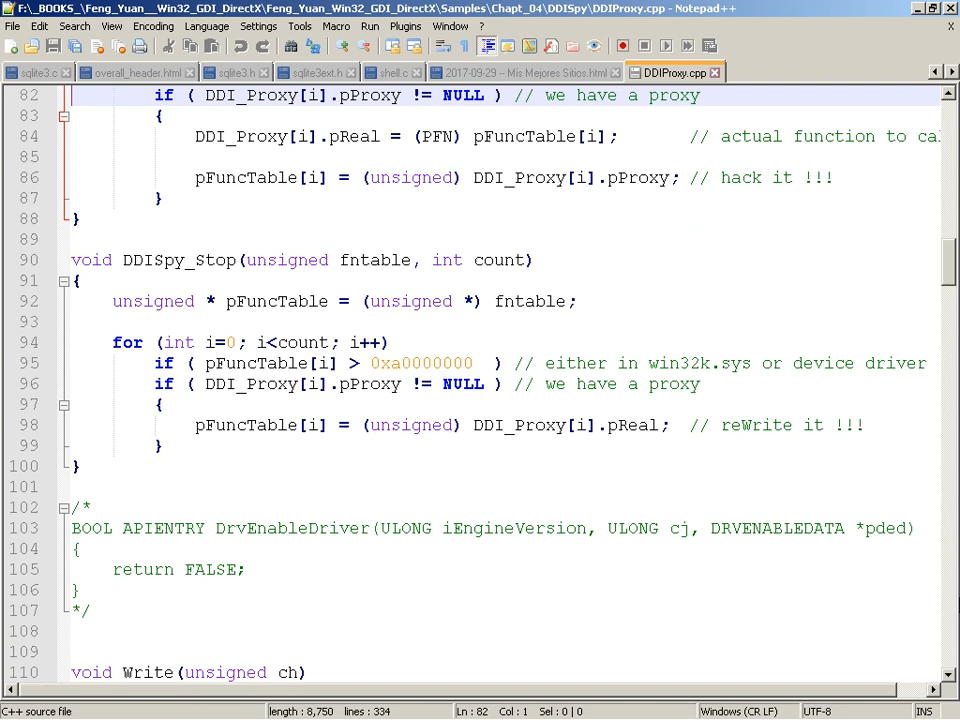 F:\_BOOKS_\Feng_Yuan__Win32_GDI_DirectX\Feng_Yuan_Win32_GDI_DirectX\Samples\Chapt_04\DDISpy\DDIProxy.cpp - Notepad++
File Edit Search View Encoding Language Settings Tools Macro Run Plugins Window ? X
sqlite3.c overall_header.html sqlite3.h sqlite3ext.h shell.c 2017-09-29 -- Mis Mejores Sitios.html DDIProxy.cpp
82 if ( DDI_Proxy[i].pProxy != NULL ) // we have a proxy
83 {
84 DDI_Proxy[i].pReal = (PFN) pFuncTable[i]; // actual function to cal
85
86 pFuncTable[i] = (unsigned) DDI_Proxy[i].pProxy; // hack it !!!
87 }
88 }
89
90 void DDISpy_Stop(unsigned fntable, int count)
91 {
92 unsigned * pFuncTable = (unsigned *) fntable;
93
94 for (int i=0; i<count; i++)
95 if ( pFuncTable[i] > 0xa0000000 ) // either in win32k.sys or device driver
96 if ( DDI_Proxy[i].pProxy != NULL ) // we have a proxy
97 {
98 pFuncTable[i] = (unsigned) DDI_Proxy[i].pReal; // reWrite it !!!
99 }
100 }
101
102 /*
103 BOOL APIENTRY DrvEnableDriver(ULONG iEngineVersion, ULONG cj, DRVENABLEDATA *pded)
104 {
105 return FALSE;
106 }
107 */
108
109
110 void Write(unsigned ch)
C++ source file length : 8,750 lines : 334 Ln : 82 Col : 1 Sel : 0 | 0 Windows (CR LF) UTF-8 INS